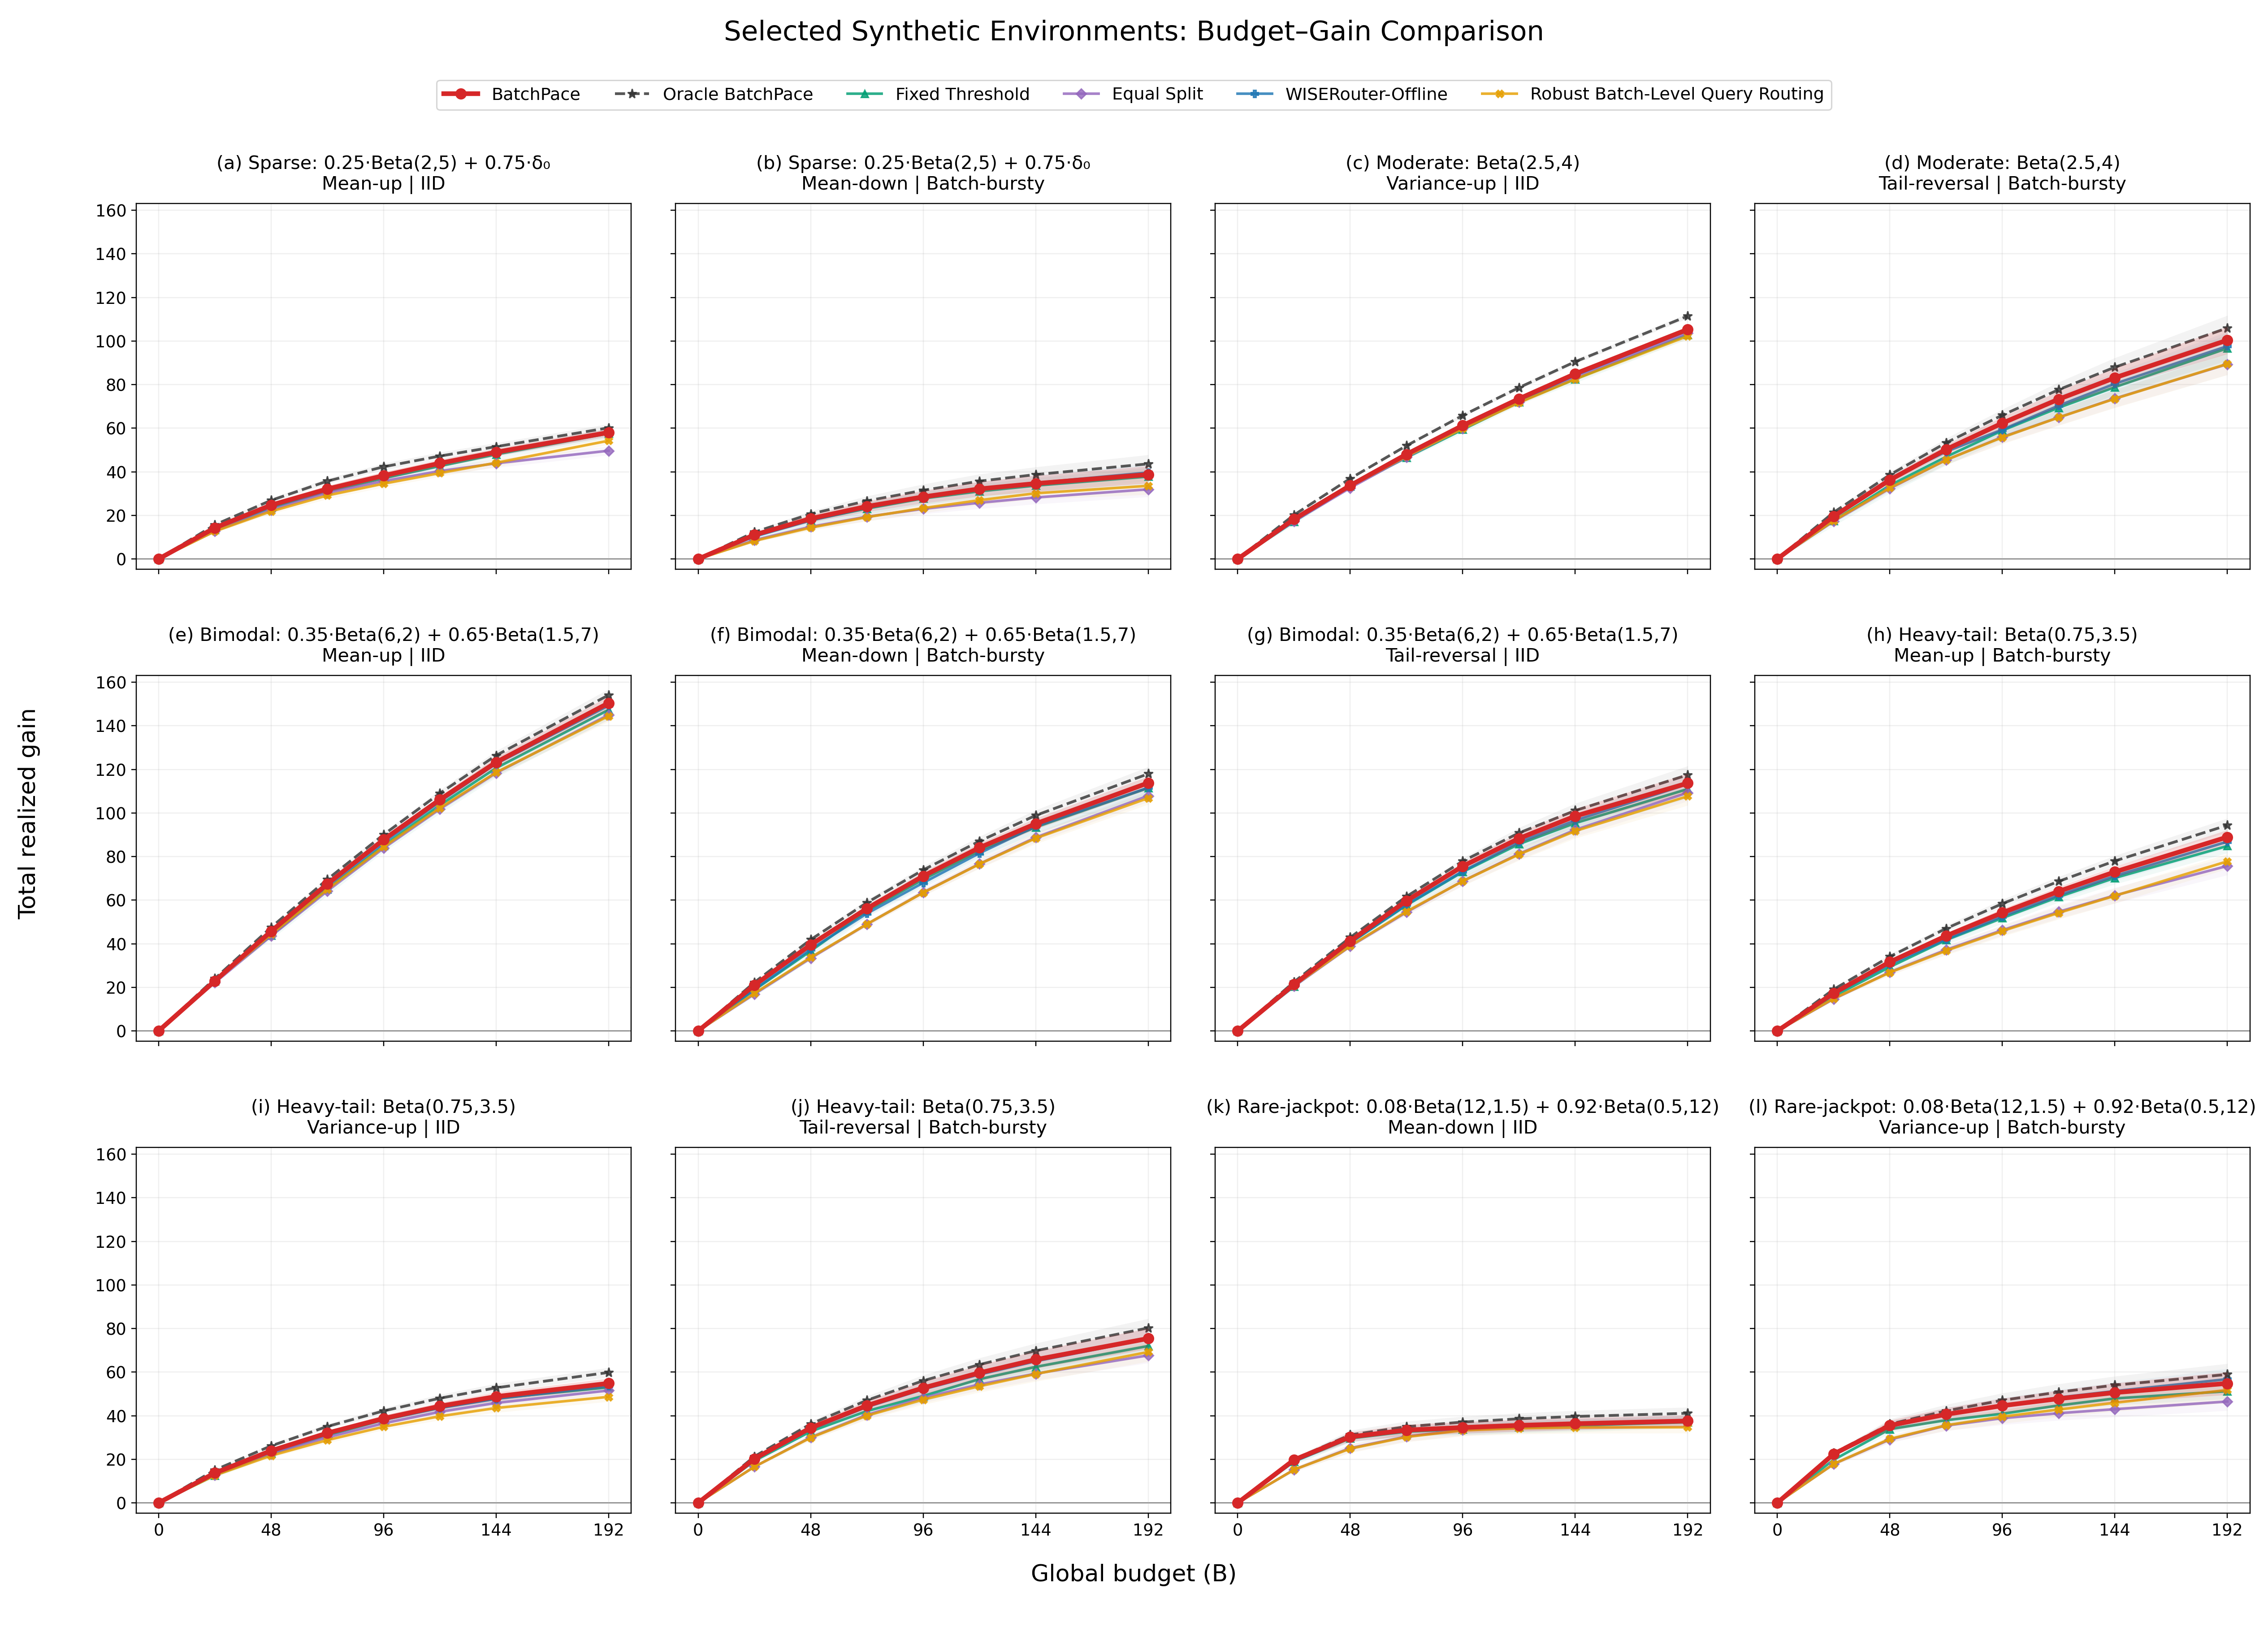 Selected Synthetic Environments: Budget–Gain Comparison
BatchPace Oracle BatchPace Fixed Threshold Equal Split WISERouter-Offline Robust Batch-Level Query Routing
(a) Sparse: 0.25·Beta(2,5) + 0.75·δ₀
Mean-up | IID
(b) Sparse: 0.25·Beta(2,5) + 0.75·δ₀
Mean-down | Batch-bursty
(c) Moderate: Beta(2.5,4)
Variance-up | IID
(d) Moderate: Beta(2.5,4)
Tail-reversal | Batch-bursty
160
140
120
100
80
60
40
20
0
(e) Bimodal: 0.35·Beta(6,2) + 0.65·Beta(1.5,7)
Mean-up | IID
(f) Bimodal: 0.35·Beta(6,2) + 0.65·Beta(1.5,7)
Mean-down | Batch-bursty
(g) Bimodal: 0.35·Beta(6,2) + 0.65·Beta(1.5,7)
Tail-reversal | IID
(h) Heavy-tail: Beta(0.75,3.5)
Mean-up | Batch-bursty
160
140
120
100
80
60
40
20
0
Total realized gain
(i) Heavy-tail: Beta(0.75,3.5)
Variance-up | IID
(j) Heavy-tail: Beta(0.75,3.5)
Tail-reversal | Batch-bursty
(k) Rare-jackpot: 0.08·Beta(12,1.5) + 0.92·Beta(0.5,12)
Mean-down | IID
(l) Rare-jackpot: 0.08·Beta(12,1.5) + 0.92·Beta(0.5,12)
Variance-up | Batch-bursty
160
140
120
100
80
60
40
20
0
0 48 96 144 192
0 48 96 144 192
0 48 96 144 192
0 48 96 144 192
Global budget (B)